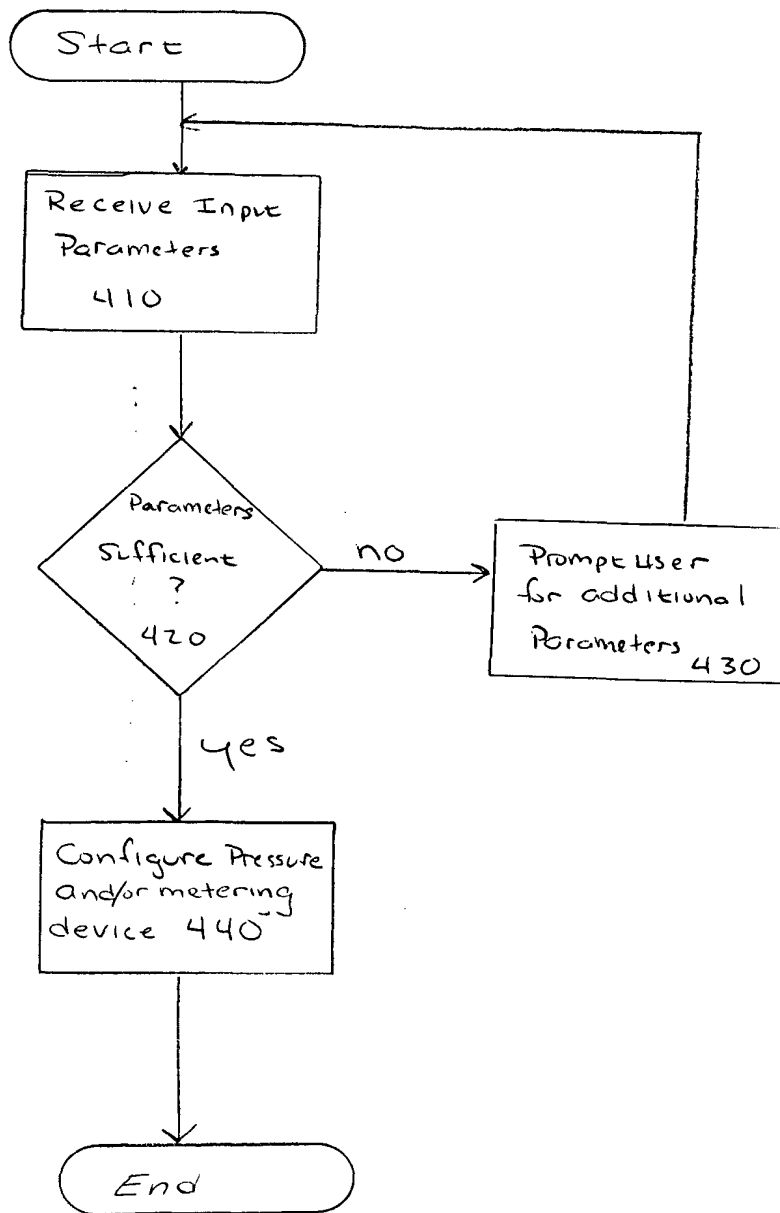 Start
Receive Input
Parameters
410
Parameters
Sufficient
?
420
no
Prompt User
for additional
Parameters
430
yes
Configure Pressure
and/or metering
device 440
End